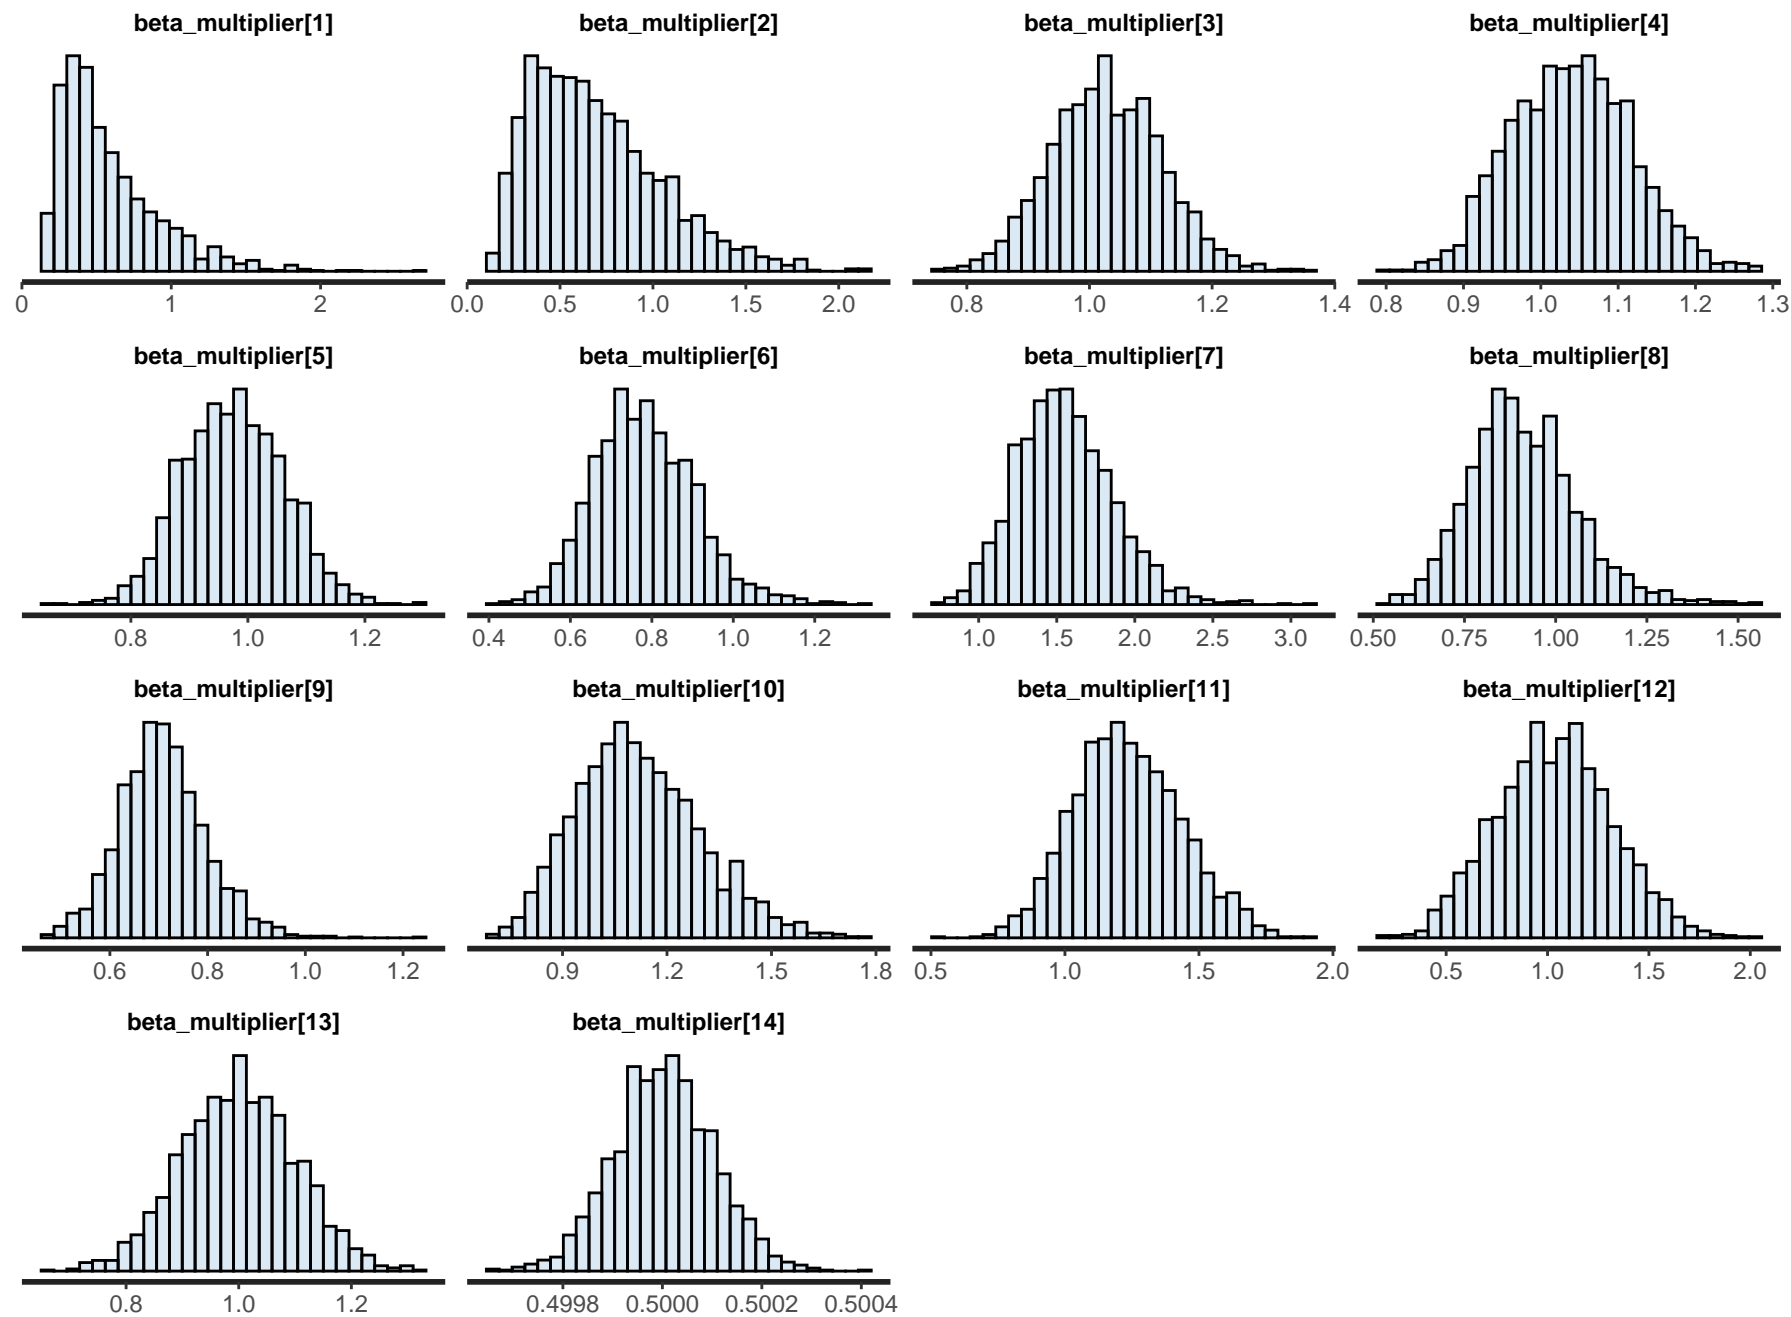 beta_multiplier[1] beta_multiplier[2] beta_multiplier[3] beta_multiplier[4]
0 1 2 0.0 0.5 1.0 1.5 2.0 0.8 1.0 1.2 1.4 0.8 0.9 1.0 1.1 1.2 1.3
beta_multiplier[5] beta_multiplier[6] beta_multiplier[7] beta_multiplier[8]
0.8 1.0 1.2 0.4 0.6 0.8 1.0 1.2 1.0 1.5 2.0 2.5 3.0 0.50 0.75 1.00 1.25 1.50
beta_multiplier[9] beta_multiplier[10] beta_multiplier[11] beta_multiplier[12]
0.6 0.8 1.0 1.2 0.9 1.2 1.5 1.8 0.5 1.0 1.5 2.0 0.5 1.0 1.5 2.0
beta_multiplier[13] beta_multiplier[14]
0.8 1.0 1.2 0.4998 0.5000 0.5002 0.5004